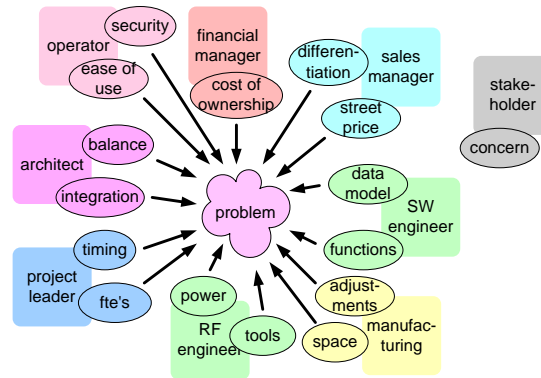 security
operator
ease of
use
financial
manager
cost of
ownership
differen-
tiation
sales
manager
street
price
stake-
holder
concern
balance
architect
integration
problem
data
model
SW
engineer
functions
timing
project
leader
fte's
power
RF
engineer
tools
adjust-
ments
space
manufac-
turing